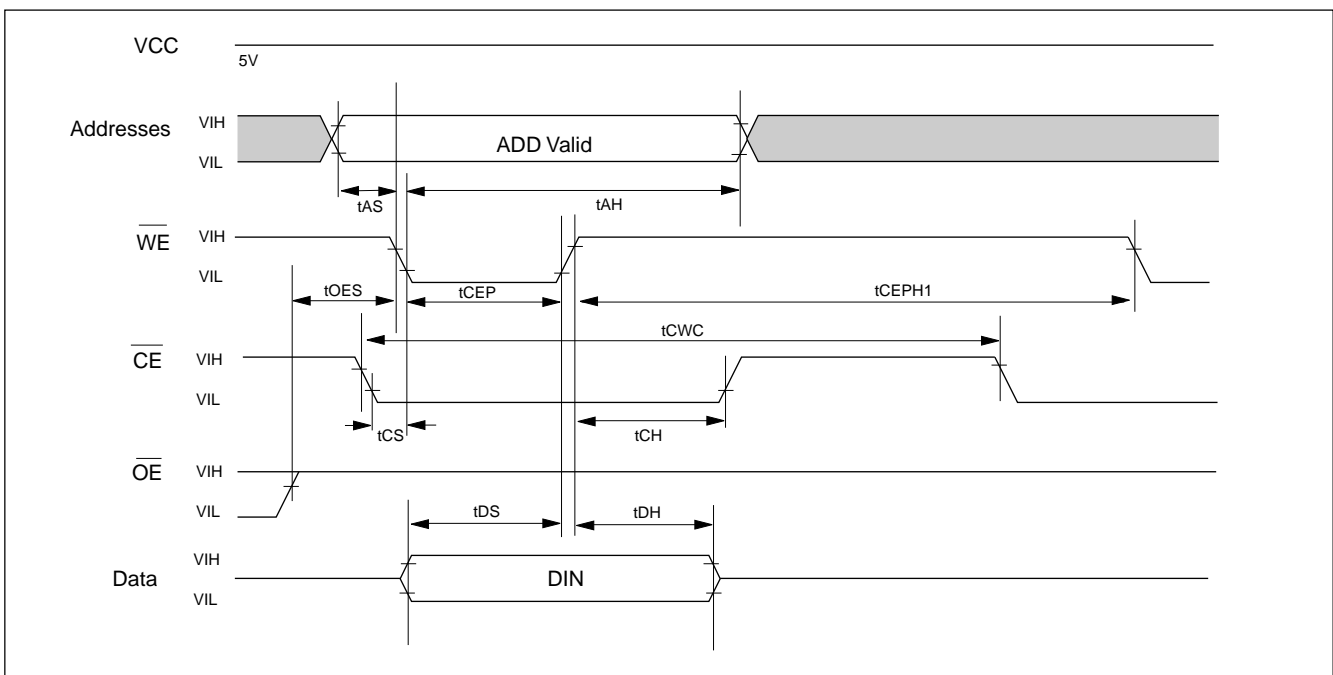 VCC
5V
Addresses
VIH
VIL
ADD Valid
tAS
tAH
WE
VIH
VIL
tOES
tCEP
tCEPH1
tCWC
CE
VIH
VIL
tCS
tCH
OE
VIH
VIL
tDS
tDH
Data
VIH
VIL
DIN